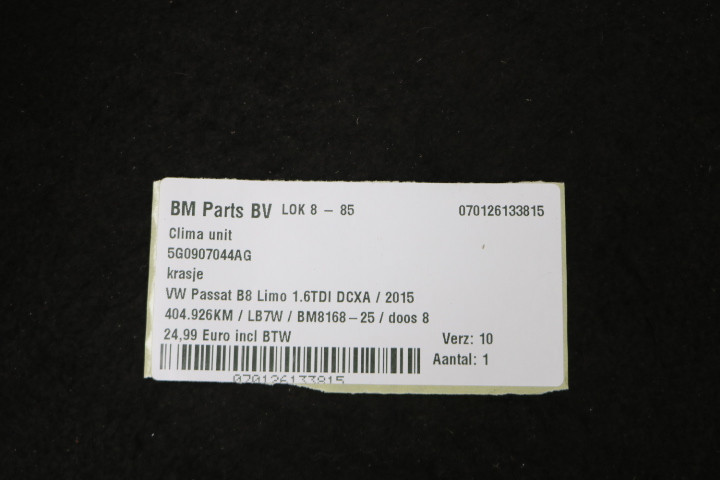 BM Parts BV LOK 8 - 85 070126133815
Clima unit
5G0907044AG
krasje
VW Passat B8 Limo 1.6TDI DCXA / 2015
404.926KM / LB7W / BM8168-25 / doos 8
24,99 Euro incl BTW Verz: 10
Aantal: 1
070126133815